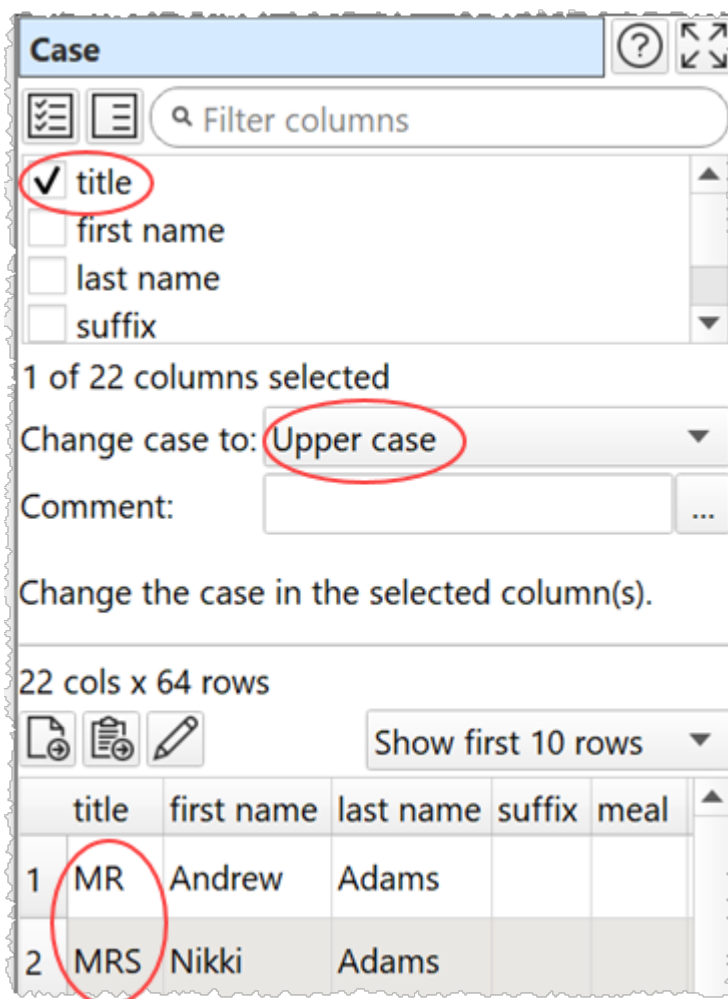 Case
Filter columns
title
first name
last name
suffix
1 of 22 columns selected
Change case to: Upper case
Comment: ...
Change the case in the selected column(s).
22 cols x 64 rows
Show first 10 rows
title first name last name suffix meal
1 MR Andrew Adams
2 MRS Nikki Adams